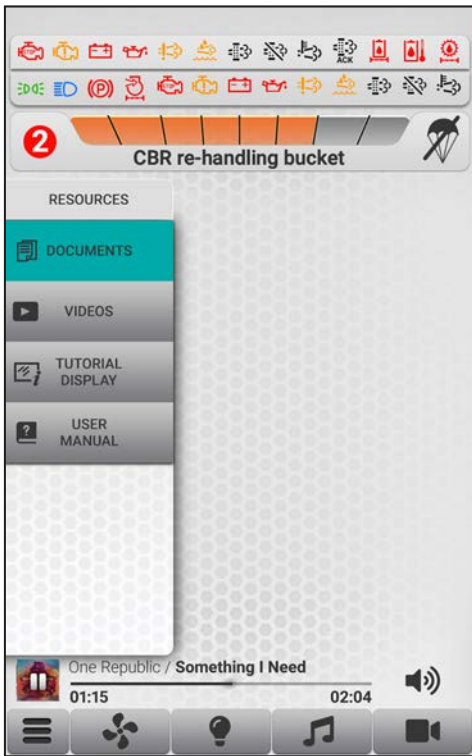 ACK
2
CBR re-handling bucket
RESOURCES
DOCUMENTS
VIDEOS
TUTORIAL
DISPLAY
USER
MANUAL
One Republic / Something I Need
01:15 02:04